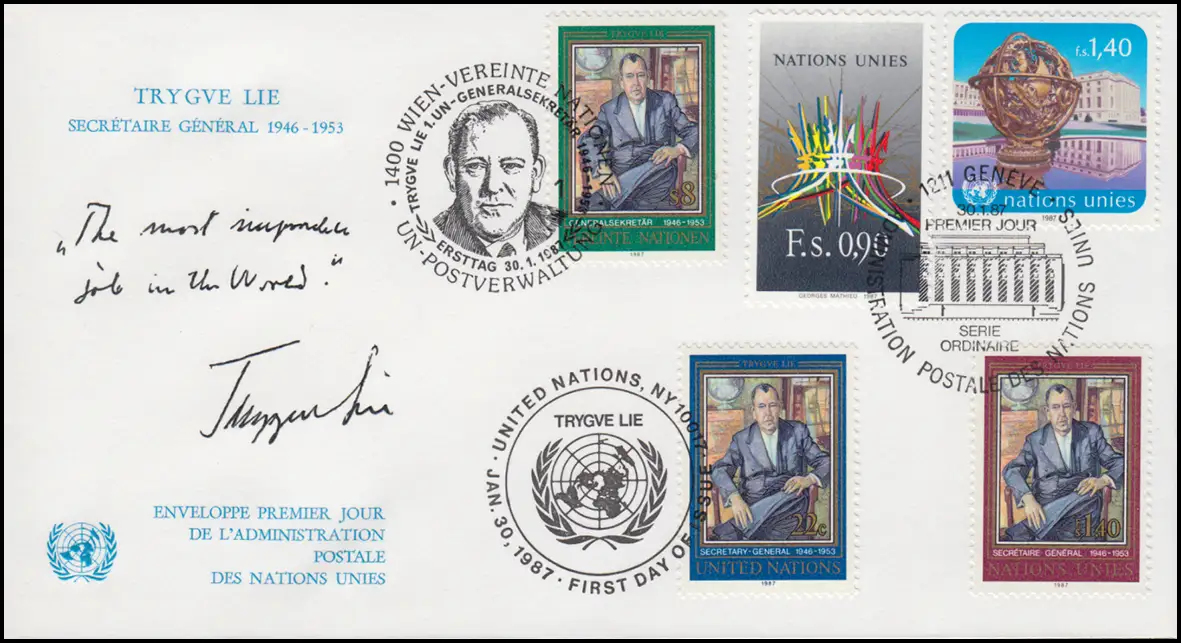 TRYGVE LIE
SECRÉTAIRE GÉNÉRAL 1946-1953
„The most impossible
job in the World".
Trygve Lie
ENVELOPPE PREMIER JOUR
DE L'ADMINISTRATION
POSTALE
DES NATIONS UNIES
· 1400 WIEN-VEREINTE NATIONEN
TRYGVE LIE 1. UN-GENERALSEKRETÄR 1946-1953
ERSTTAG 30.1.1987
UN-POSTVERWALTUNG
TRYGVE LIE
S8
GENERALSEKRETÄR 1946-1953
VEREINTE NATIONEN
1987
NATIONS UNIES
F.s. 0,90
GEORGES MATHIEU 1987
F.s.1,40
nations unies
1987
· 1211 GENÈVE ·
ADMINISTRATION POSTALE DES NATIONS UNIES
30.1.87
PREMIER JOUR
SERIE
ORDINAIRE
· UNITED NATIONS, NY 10017
TRYGVE LIE
JAN. 30, 1987 · FIRST DAY OF ISSUE
TRYGVE LIE
22c
SECRETARY-GENERAL 1946-1953
UNITED NATIONS
1987
TRYGVE LIE
F.s.1.40
SECRÉTAIRE GÉNÉRAL 1946-1953
NATIONS UNIES
1987